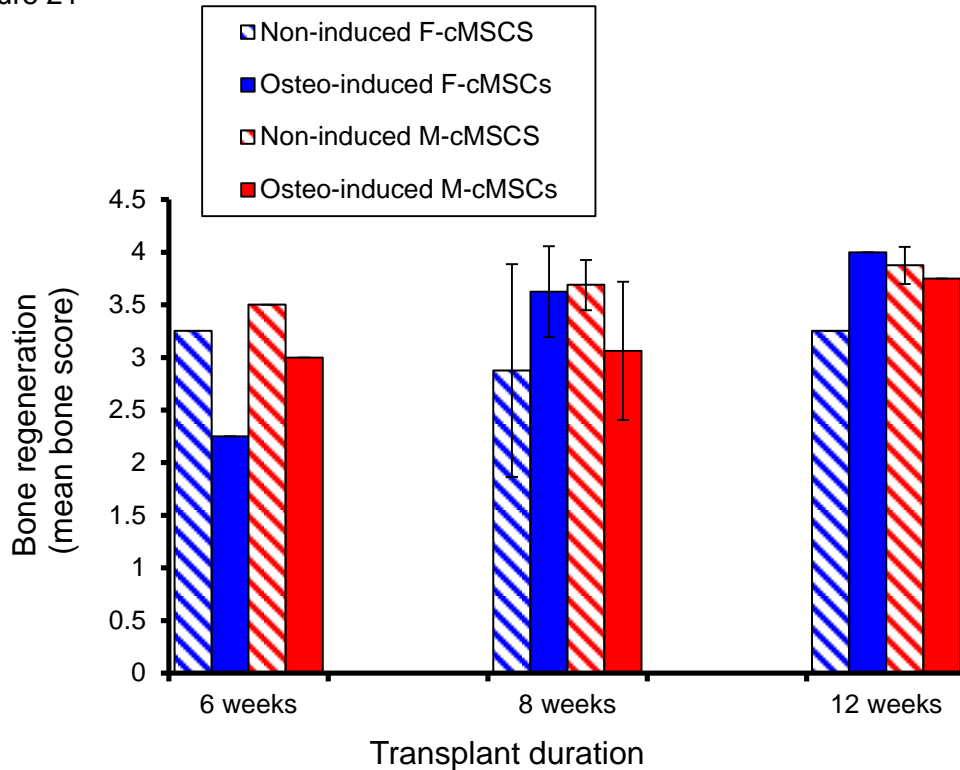 Non-induced F-cMSCS
Osteo-induced F-cMSCs
Non-induced M-cMSCS
Osteo-induced M-cMSCs
4.5
4
3.5
3
2.5
2
1.5
1
0.5
0
Bone regeneration
(mean bone score)
6 weeks
8 weeks
12 weeks
Transplant duration